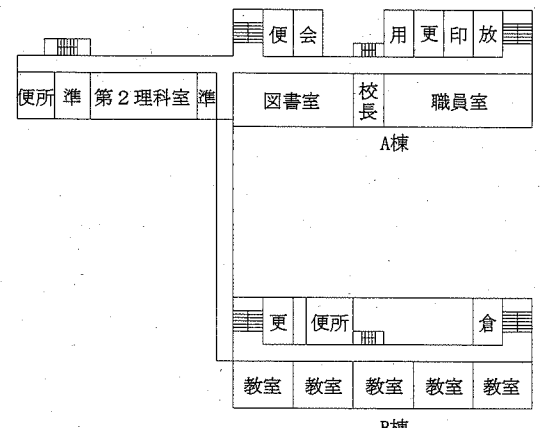 便 会 用 更 印 放
便所 準 第2理科室 準 図書室 校長 職員室
A棟
更 便所 倉
教室 教室 教室 教室 教室
B棟